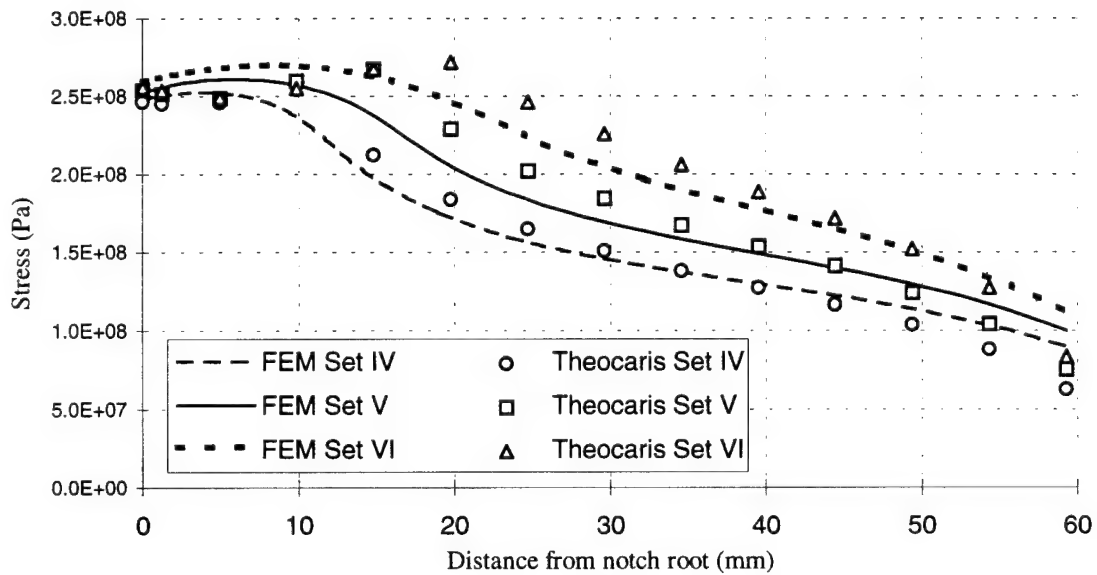 3.0E+08
2.5E+08
2.0E+08
1.5E+08
1.0E+08
5.0E+07
0.0E+00
Stress (Pa)
FEM Set IV
FEM Set V
FEM Set VI
Theocaris Set IV
Theocaris Set V
Theocaris Set VI
0 10 20 30 40 50 60
Distance from notch root (mm)